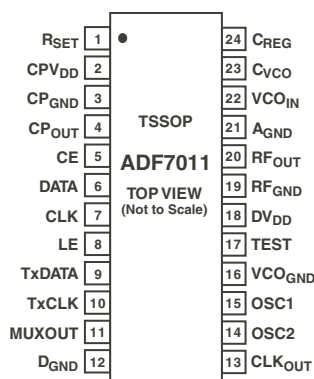 RSET 1 24 CREG
CPVDD 2 23 CVCO
CPGND 3 22 VCOIN
CPOUT 4 TSSOP 21 AGND
CE 5 ADF7011 20 RFOUT
DATA 6 TOP VIEW 19 RFGND
CLK 7 (Not to Scale) 18 DVDD
LE 8 17 TEST
TxDATA 9 16 VCOGND
TxCLK 10 15 OSC1
MUXOUT 11 14 OSC2
DGND 12 13 CLKOUT